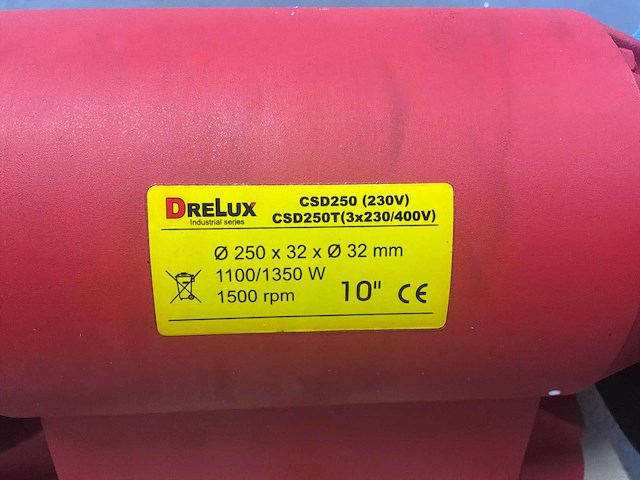 DRELUX
Industrial series
CSD250 (230V)
CSD250T(3x230/400V)
Ø 250 x 32 x Ø 32 mm
1100/1350 W
1500 rpm
10"
CE